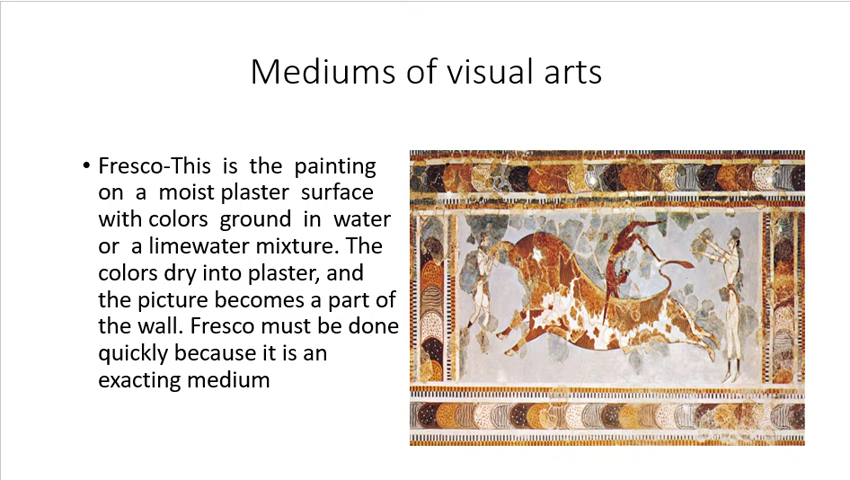 Mediums of visual arts
• Fresco-This is the painting
on a moist plaster surface
with colors ground in water
or a limewater mixture. The
colors dry into plaster, and
the picture becomes a part of
the wall. Fresco must be done
quickly because it is an
exacting medium